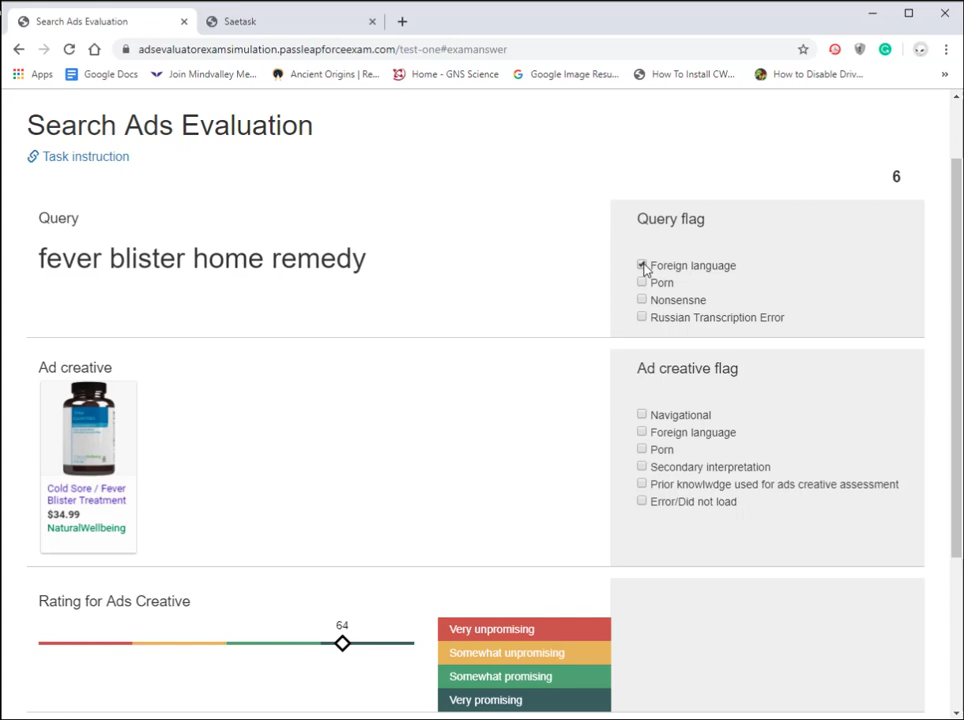 Search Ads Evaluation
Saetask
adsevaluatorexamsimulation.passleapforceexam.com/test-one#examanswer
Apps
Google Docs
Join Mindvalley Me...
Ancient Origins | Re...
Home - GNS Science
Google Image Resu...
How To Install CW...
How to Disable Driv...
»
Search Ads Evaluation
Task instruction
6
Query
fever blister home remedy
Query flag
Foreign language
Porn
Nonsensne
Russian Transcription Error
Ad creative
Cold Sore / Fever
Blister Treatment
$34.99
NaturalWellbeing
Ad creative flag
Navigational
Foreign language
Porn
Secondary interpretation
Prior knowlwdge used for ads creative assessment
Error/Did not load
Rating for Ads Creative
64
Very unpromising
Somewhat unpromising
Somewhat promising
Very promising